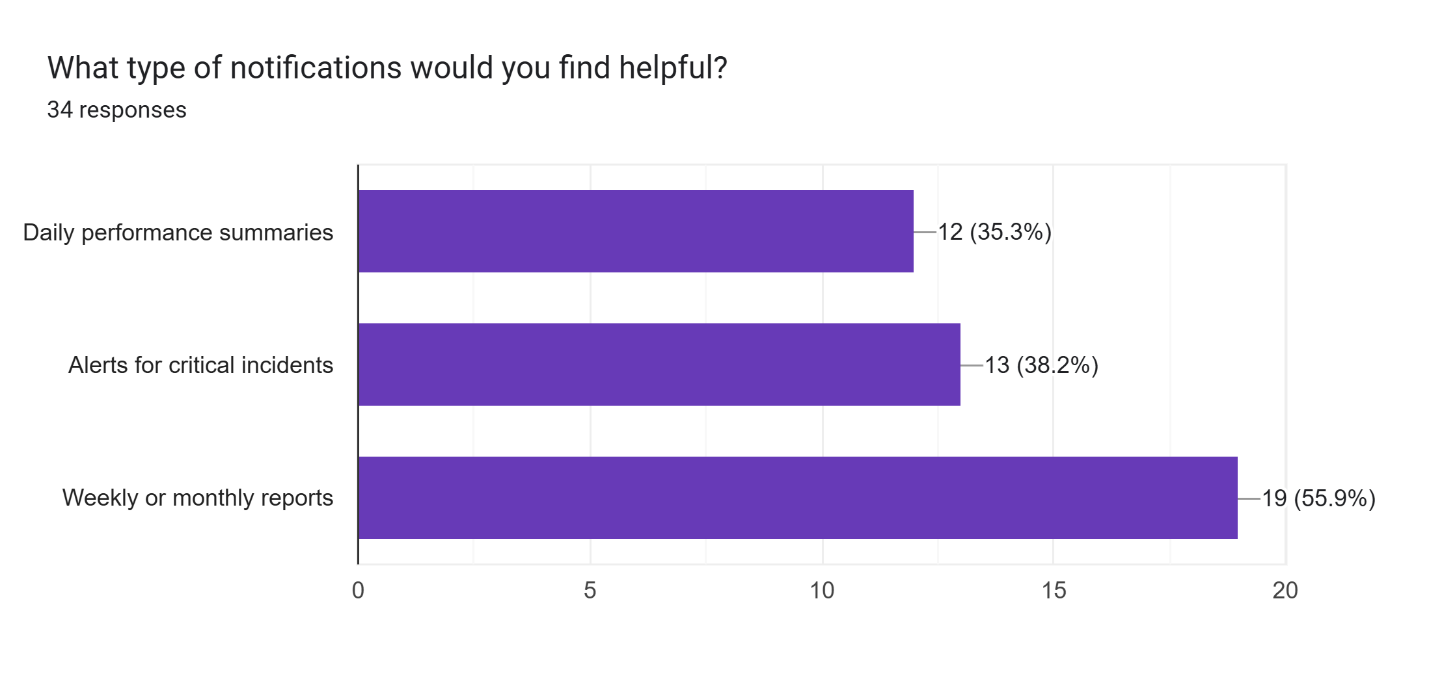 What type of notifications would you find helpful?
34 responses
Daily performance summaries
12 (35.3%)
Alerts for critical incidents
13 (38.2%)
Weekly or monthly reports
19 (55.9%)
0 5 10 15 20